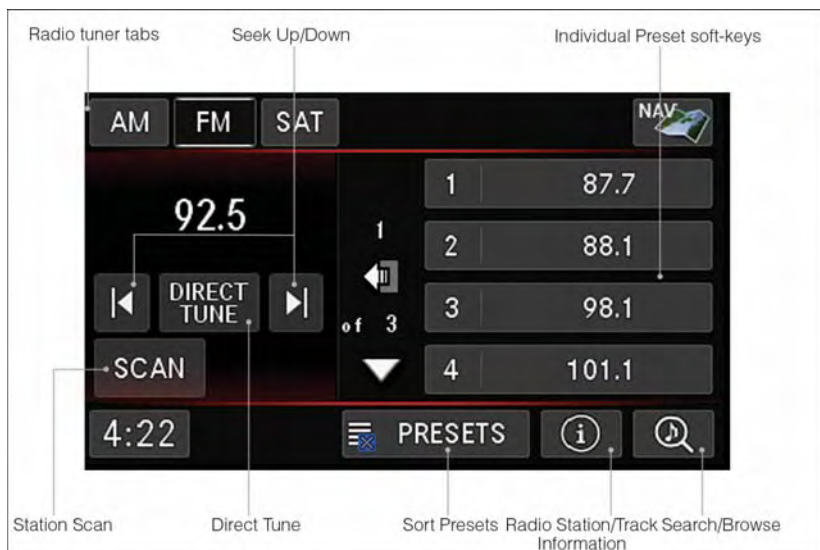 Radio tuner tabs
Seek Up/Down
Individual Preset soft-keys
AM
FM
SAT
NAV
92.5
1
87.7
1
2
88.1
DIRECT
TUNE
of 3
3
98.1
SCAN
4
101.1
4:22
PRESETS
i
Station Scan
Direct Tune
Sort Presets
Radio Station/Track
Information
Search/Browse